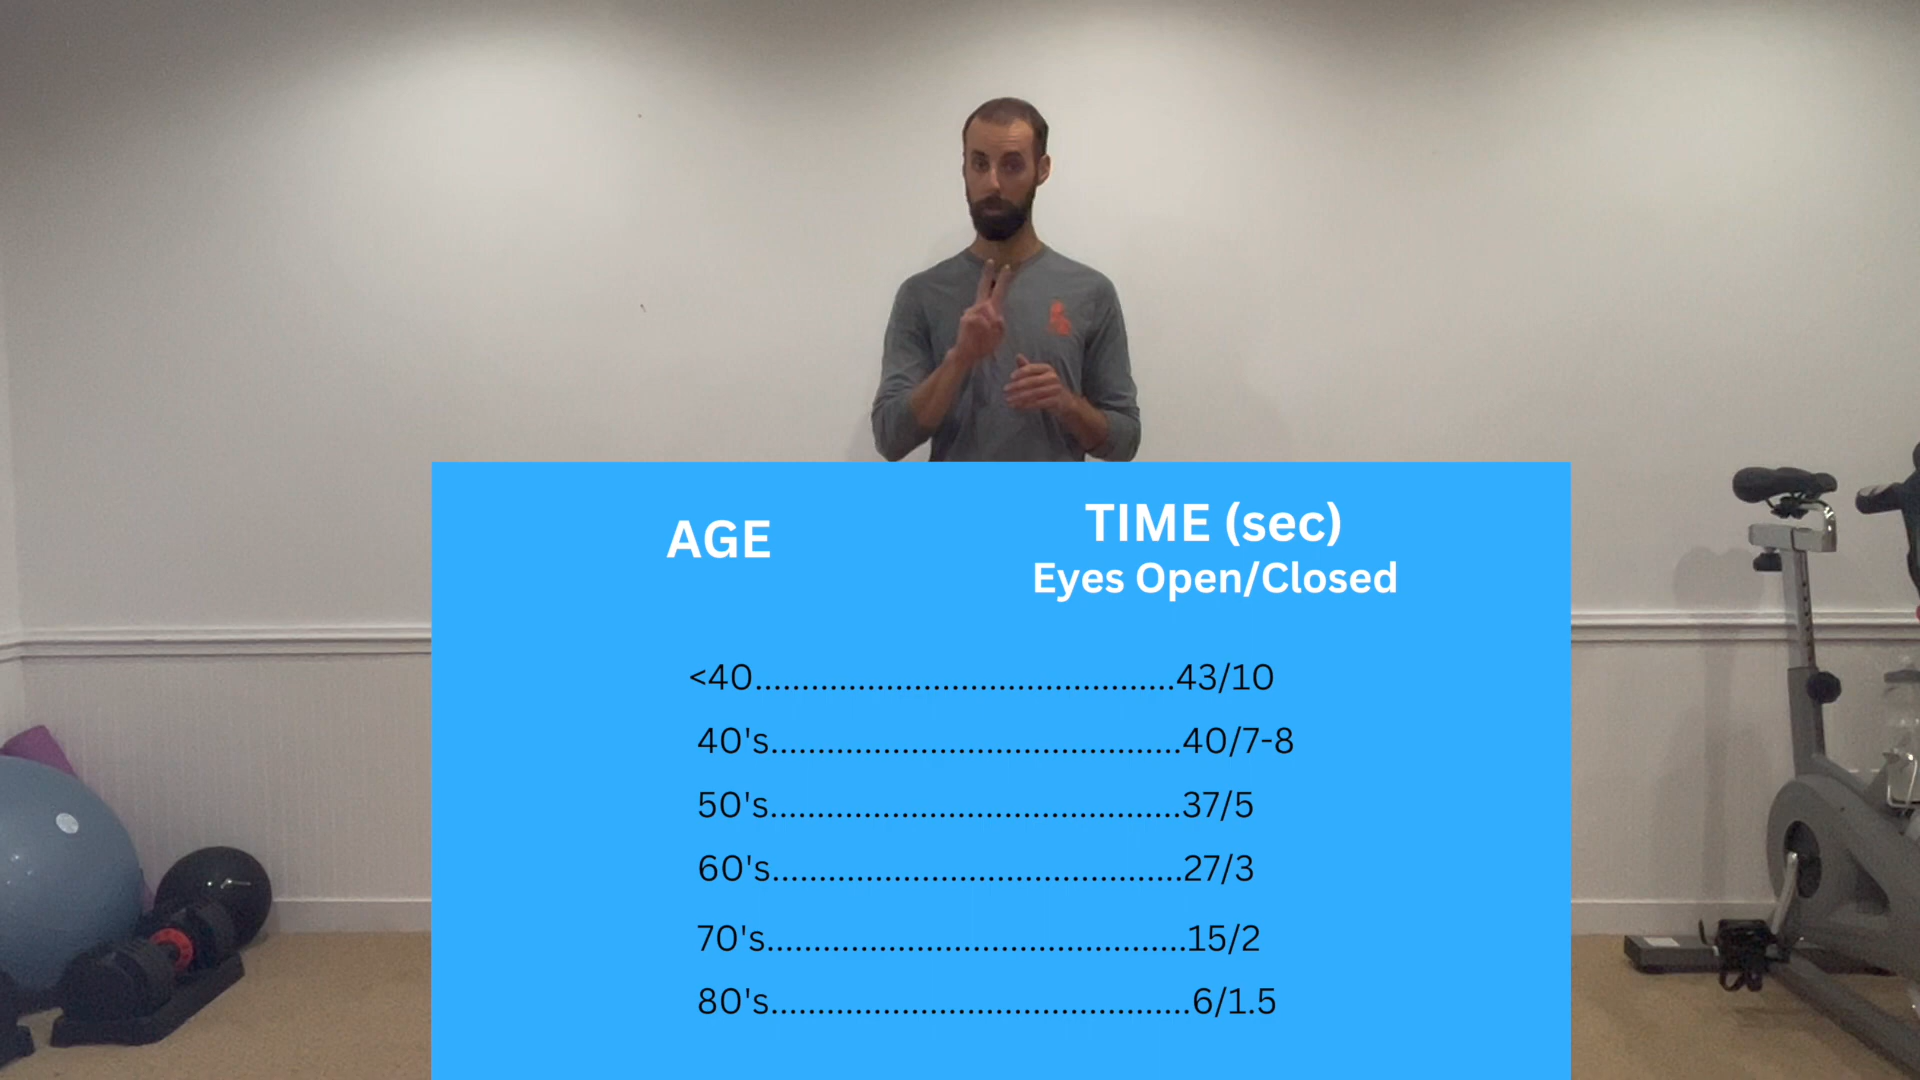 AGE
TIME (sec)
Eyes Open/Closed
<40.............................................43/10
40's............................................40/7-8
50's............................................37/5
60's............................................27/3
70's.............................................15/2
80's.............................................6/1.5